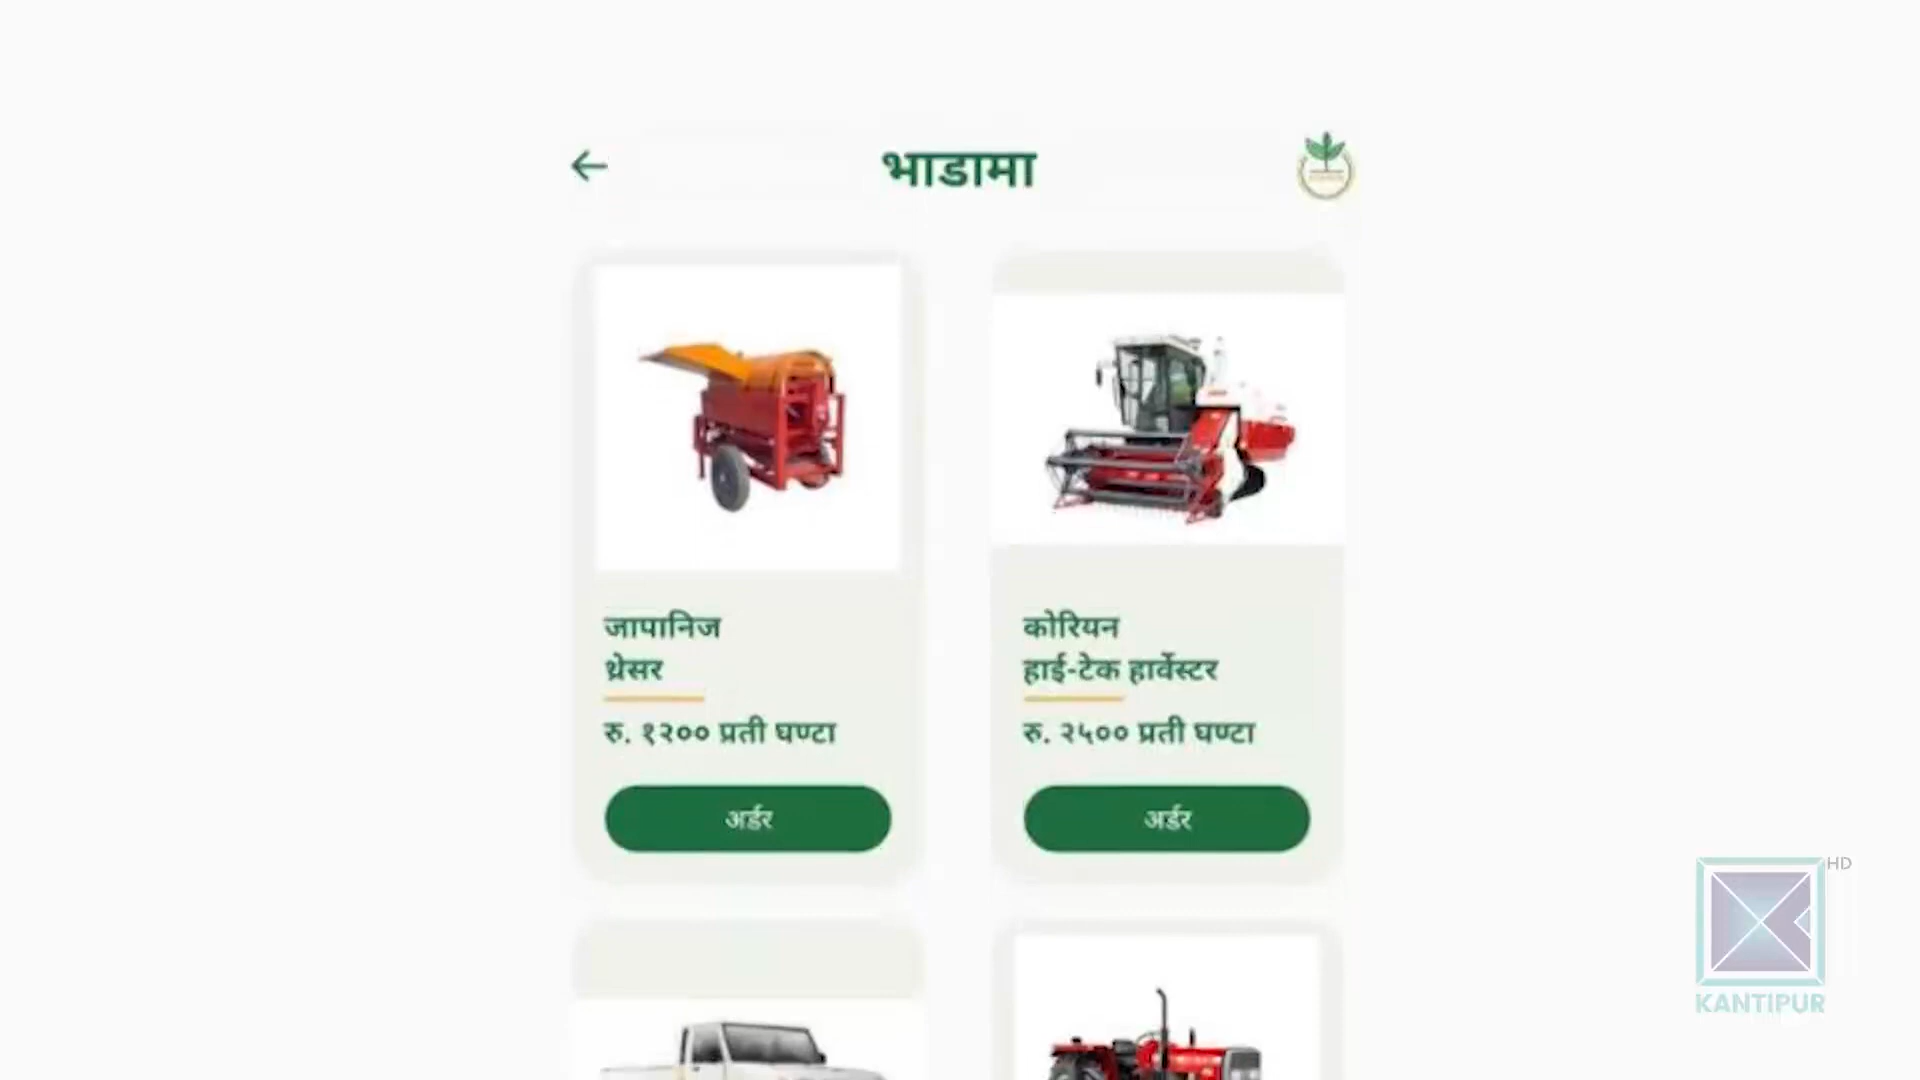 भाडामा
जापानिज
थ्रेसर
रु. १२०० प्रती घण्टा
अर्डर
कोरियन
हाई-टेक हार्वेस्टर
रु. २५०० प्रती घण्टा
अर्डर
HD
KANTIPUR